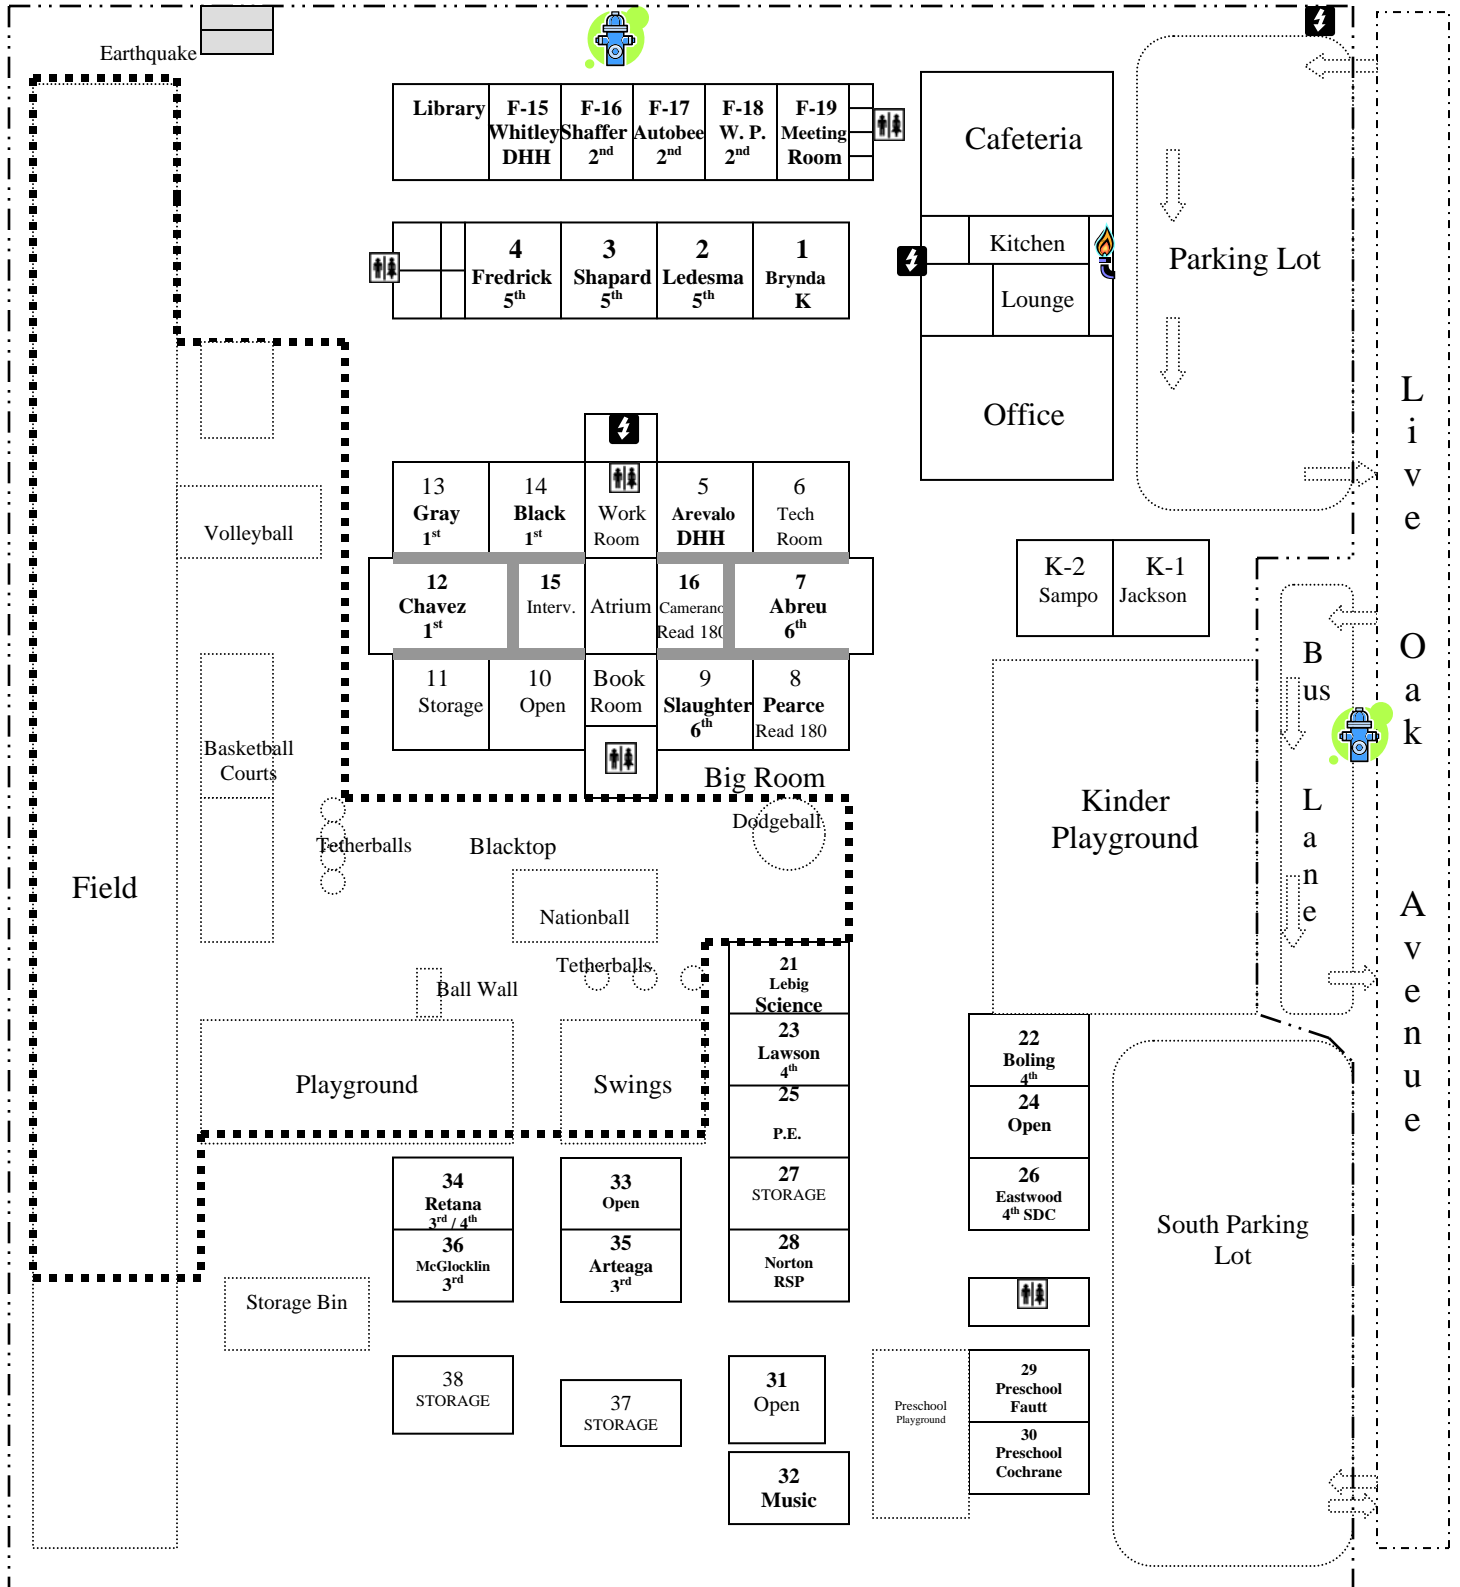 Earthquake
Library
F-15
Whitley
DHH
F-16
Shaffer
2nd
F-17
Autobee
2nd
F-18
W. P.
2nd
F-19
Meeting
Room
Cafeteria
Kitchen
Lounge
Office
Parking Lot
4
Fredrick
5th
3
Shapard
5th
2
Ledesma
5th
1
Brynda
K
13
Gray
1st
14
Black
1st
Work
Room
5
Arevalo
DHH
6
Tech
Room
12
Chavez
1st
15
Interv.
Atrium
16
Camerano
Read 180
7
Abreu
6th
11
Storage
10
Open
Book
Room
9
Slaughter
6th
8
Pearce
Read 180
Big Room
K-2
Sampo
K-1
Jackson
Live Oak Avenue
Bus Lane
Kinder
Playground
Volleyball
Basketball
Courts
Field
Tetherballs
Blacktop
Dodgeball
Nationball
Tetherballs
Ball Wall
Playground
Swings
21
Lebig
Science
23
Lawson
4th
25
P.E.
27
STORAGE
28
Norton
RSP
22
Boling
4th
24
Open
26
Eastwood
4th SDC
South Parking
Lot
34
Retana
3rd / 4th
36
McGlocklin
3rd
33
Open
35
Arteaga
3rd
Storage Bin
38
STORAGE
37
STORAGE
31
Open
32
Music
Preschool
Playground
29
Preschool
Fautt
30
Preschool
Cochrane